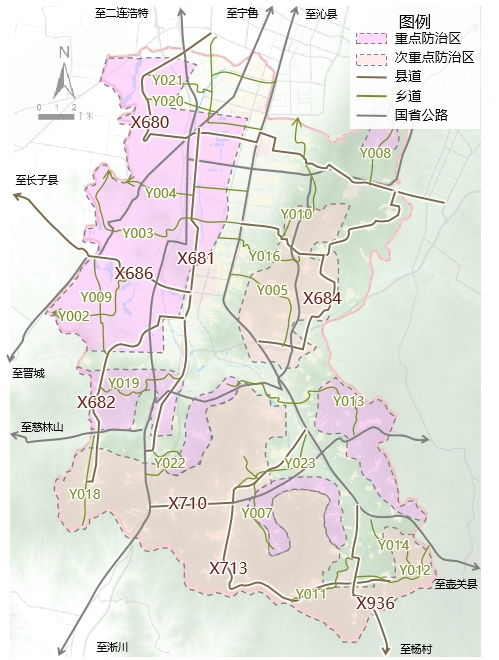 至二连浩特
至宁鲁
至沁县
图例
重点防治区
次重点防治区
县道
乡道
国省公路
N
0 1 2
千米
Y021
Y020
X680
Y008
至长子县
Y004
Y010
Y003
Y016
X681
X686
Y005
X684
Y009
Y002
至晋城
Y019
X682
Y013
至慈林山
Y022
Y023
Y018
X710
Y007
Y014
Y012
X713
至壶关县
Y011
X936
至淅川
至杨村